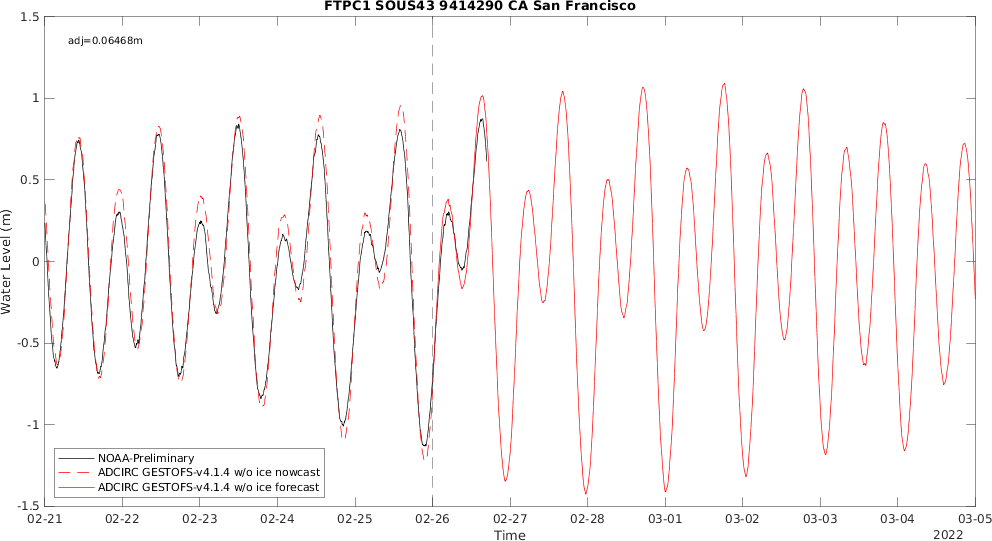 FTPC1 SOUS43 9414290 CA San Francisco
adj=0.06468m
1.5
1
0.5
0
-0.5
-1
-1.5
Water Level (m)
NOAA-Preliminary
ADCIRC GESTOFS-v4.1.4 w/o ice nowcast
ADCIRC GESTOFS-v4.1.4 w/o ice forecast
02-21 02-22 02-23 02-24 02-25 02-26 02-27 02-28 03-01 03-02 03-03 03-04 03-05
Time
2022